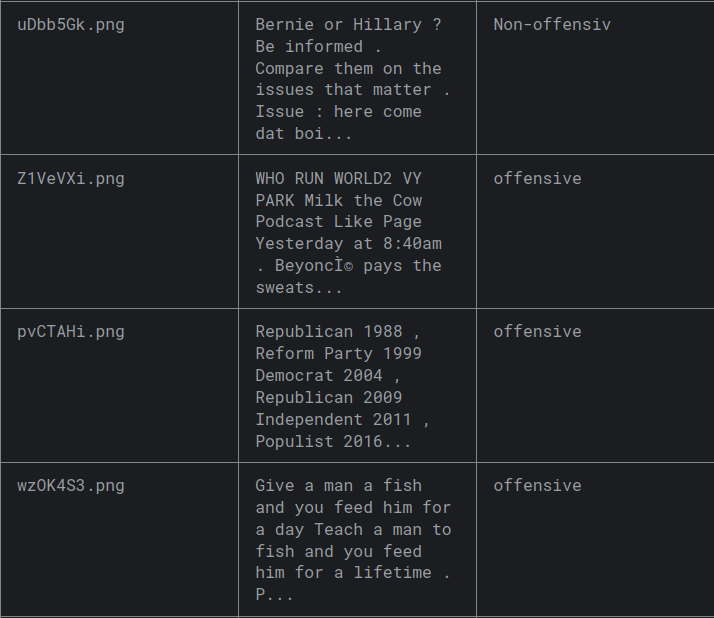 uDbb5Gk.png
Bernie or Hillary ?
Be informed .
Compare them on the
issues that matter .
Issue : here come
dat boi...
Non-offensiv
Z1VeVXi.png
WHO RUN WORLD2 VY
PARK Milk the Cow
Podcast Like Page
Yesterday at 8:40am
. BeyoncÌ© pays the
sweats...
offensive
pvCTAHi.png
Republican 1988 ,
Reform Party 1999
Democrat 2004 ,
Republican 2009
Independent 2011 ,
Populist 2016...
offensive
wzOK4S3.png
Give a man a fish
and you feed him for
a day Teach a man to
fish and you feed
him for a lifetime .
P...
offensive